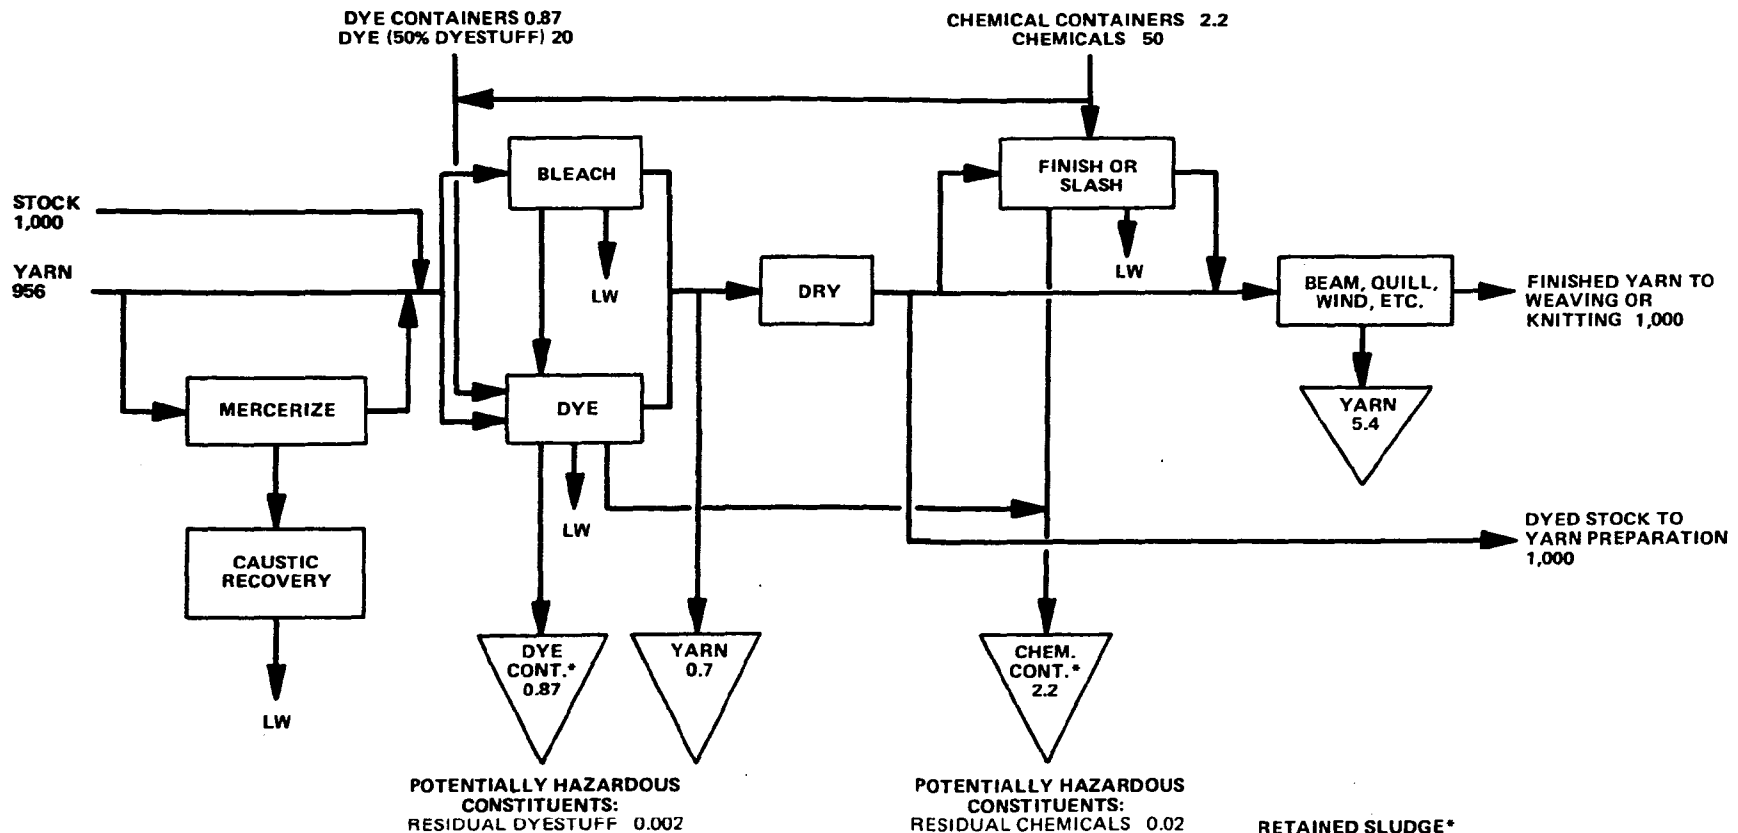 DYE CONTAINERS 0.87
DYE (50% DYESTUFF) 20
CHEMICAL CONTAINERS 2.2
CHEMICALS 50
BLEACH
FINISH OR
SLASH
STOCK
1,000
YARN
956
LW
LW
DRY
BEAM, QUILL,
WIND, ETC.
FINISHED YARN TO
WEAVING OR
KNITTING 1,000
MERCERIZE
DYE
YARN
5.4
LW
CAUSTIC
RECOVERY
DYED STOCK TO
YARN PREPARATION
1,000
DYE
CONT.*
0.87
YARN
0.7
CHEM.
CONT.*
2.2
LW
POTENTIALLY HAZARDOUS
CONSTITUENTS:
RESIDUAL DYESTUFF 0.002
POTENTIALLY HAZARDOUS
CONSTITUENTS:
RESIDUAL CHEMICALS 0.02
RETAINED SLUDGE*